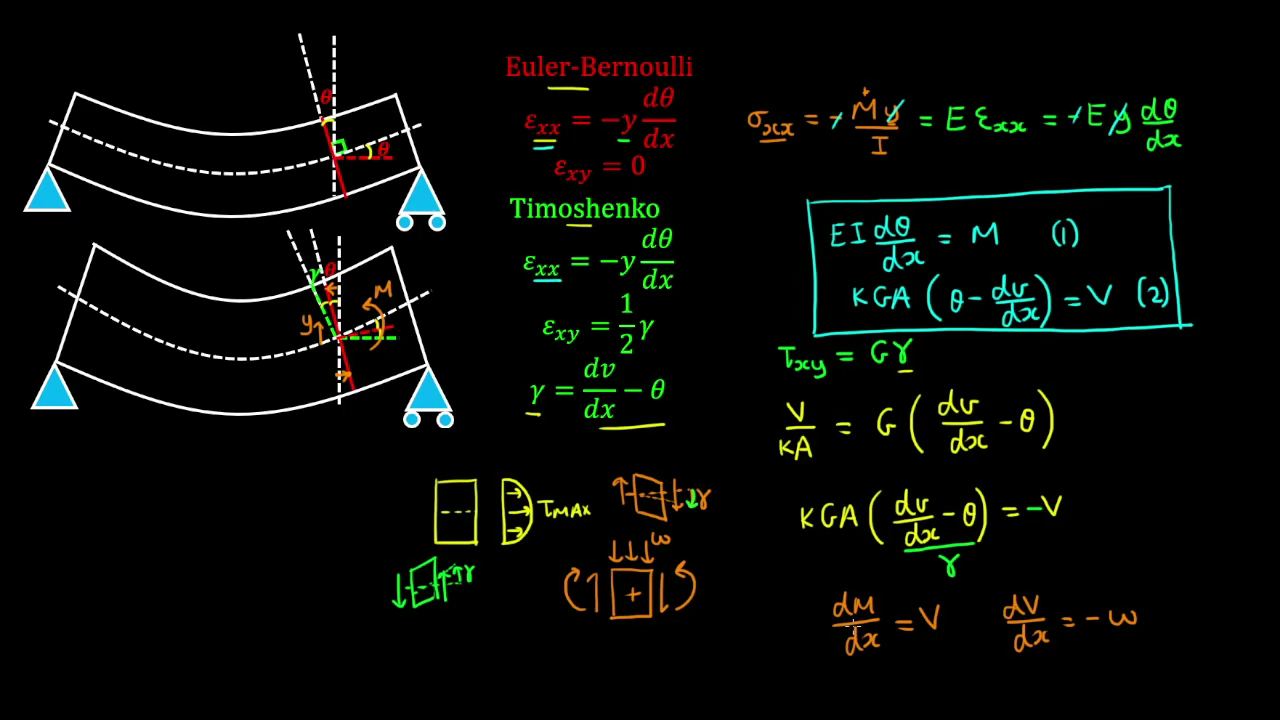 θ
θ
γ θ
M
y
Euler-Bernoulli
εxx = −y dθ/dx
εxy = 0
Timoshenko
εxx = −y dθ/dx
εxy = 1/2 γ
γ = dv/dx − θ
τMAX
γ
γ
ω
+
σxx = - My/I = E εxx = - E y dθ/dx
EI dθ/dx = M (1)
KGA (θ - dv/dx) = V (2)
τxy = Gγ
V/KA = G (dv/dx - θ)
KGA (dv/dx - θ) = -V
γ
dM/dx = V dV/dx = - ω